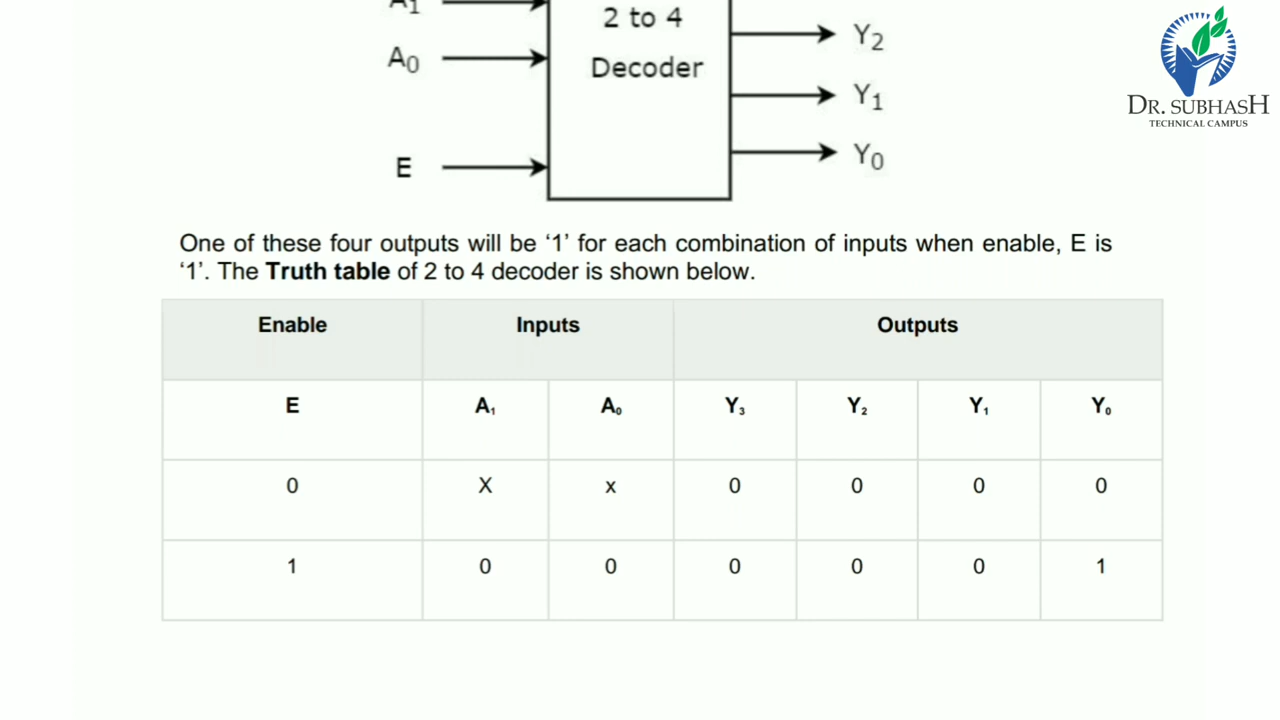 A₁
2 to 4
Decoder
A₀
E
Y₂
Y₁
Y₀
DR. SUBHASH
TECHNICAL CAMPUS
One of these four outputs will be ‘1’ for each combination of inputs when enable, E is
‘1’. The Truth table of 2 to 4 decoder is shown below.
Enable Inputs Outputs
E A₁ A₀ Y₃ Y₂ Y₁ Y₀
0 X x 0 0 0 0
1 0 0 0 0 0 1